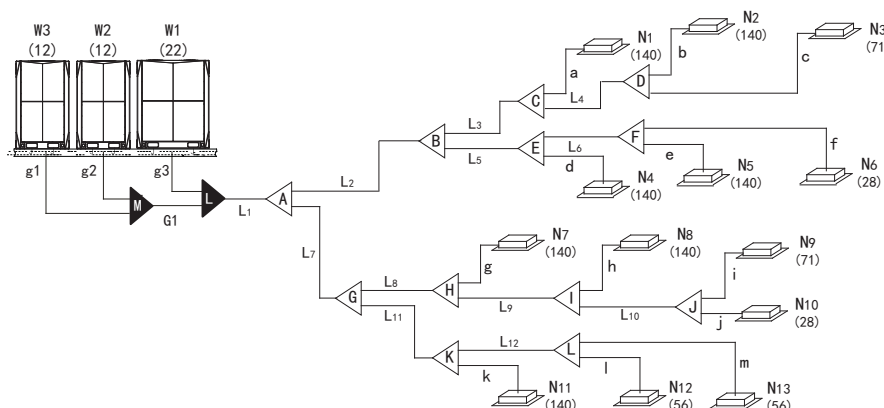 W3 W2 W1
(12) (12) (22)
g1 g2 g3
M L
G1 L1
A
L2
L7
B
L3
L5
C
a
N1
(140)
L4
D
b
N2
(140)
c
N3
(71
E
L6
d
N4
(140)
F
e
N5
(140)
f
N6
(28)
G
L8
L11
H
g
N7
(140)
L9
I
h
N8
(140)
L10
J
i
N9
(71)
j
N10
(28)
K
L12
k
N11
(140)
L
l
N12
(56)
m
N13
(56)